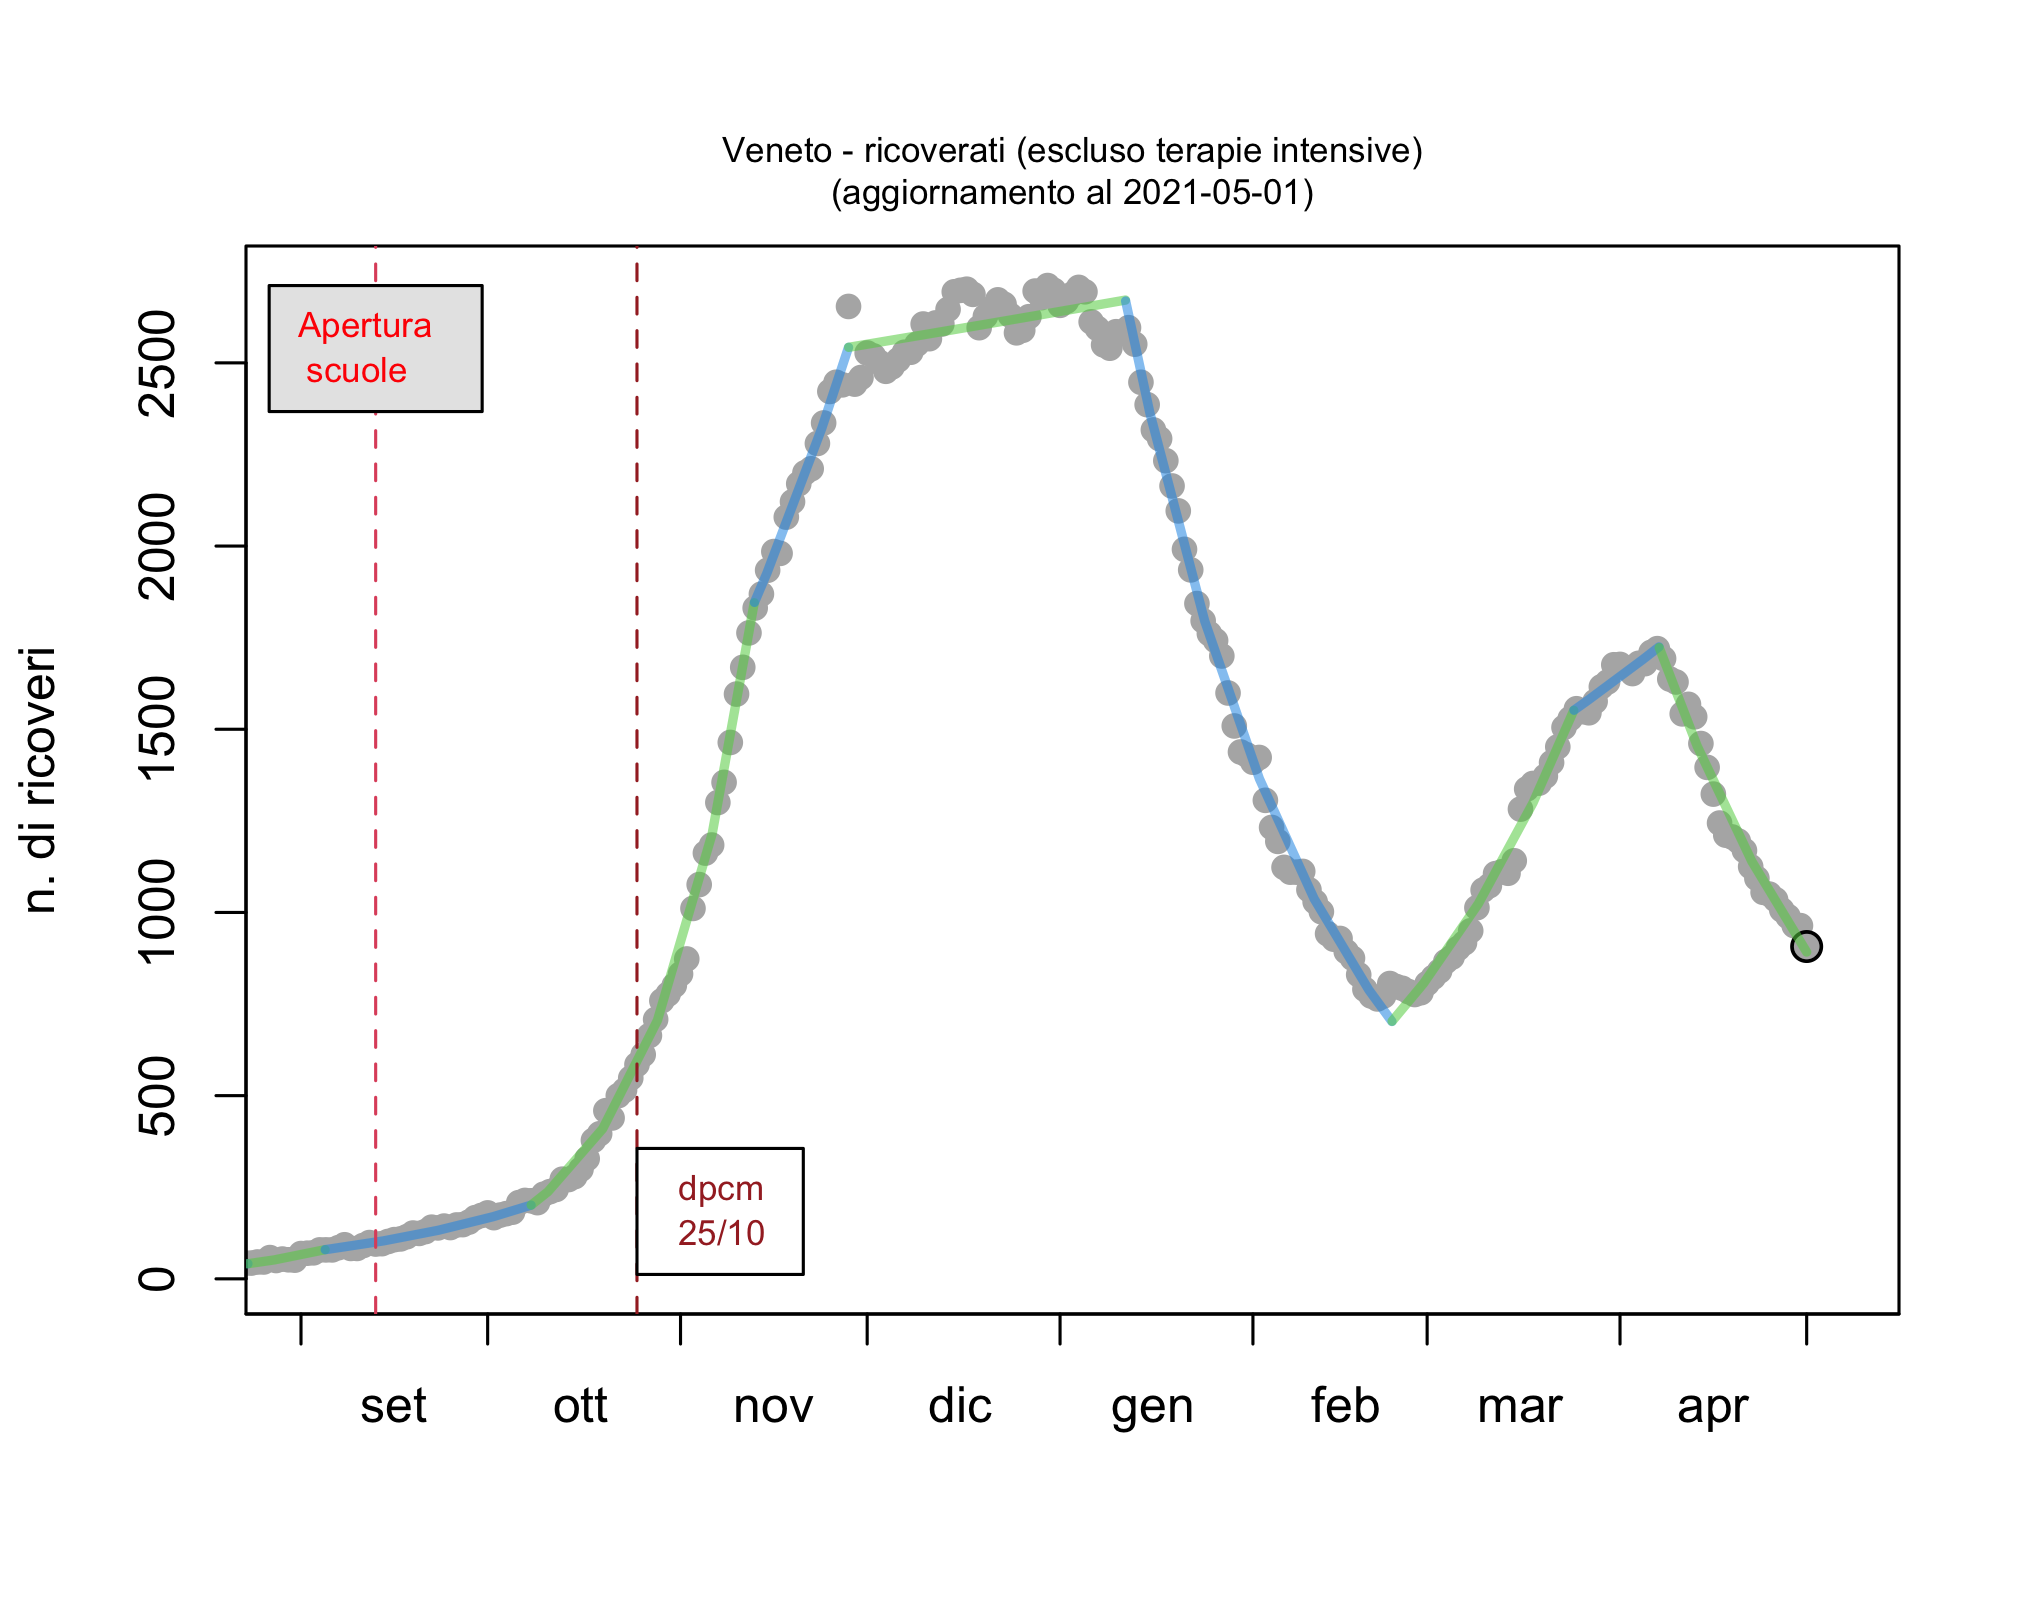 Veneto - ricoverati (escluso terapie intensive)
(aggiornamento al 2021-05-01)
n. di ricoveri
2500
2000
1500
1000
500
0
Apertura
scuole
dpcm
25/10
set ott nov dic gen feb mar apr